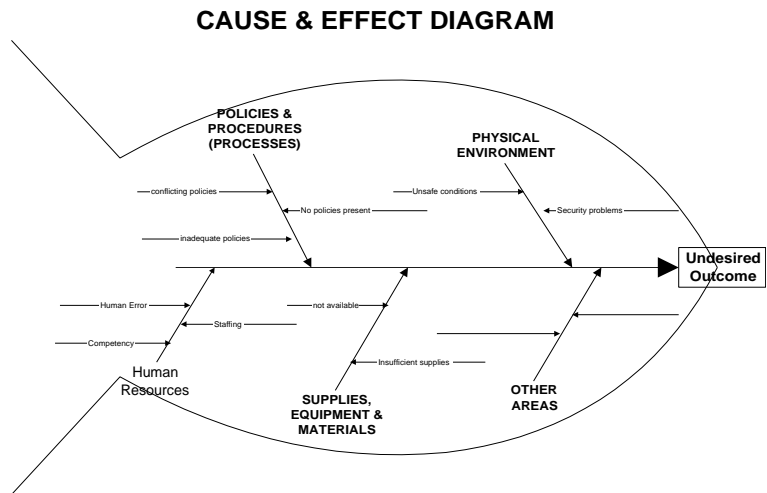 CAUSE & EFFECT DIAGRAM
POLICIES &
PROCEDURES
(PROCESSES)
PHYSICAL
ENVIRONMENT
conflicting policies
Unsafe conditions
No policies present
Security problems
inadequate policies
Undesired
Outcome
Human Error
not available
Staffing
Competency
Insufficient supplies
Human
Resources
SUPPLIES,
EQUIPMENT &
MATERIALS
OTHER
AREAS